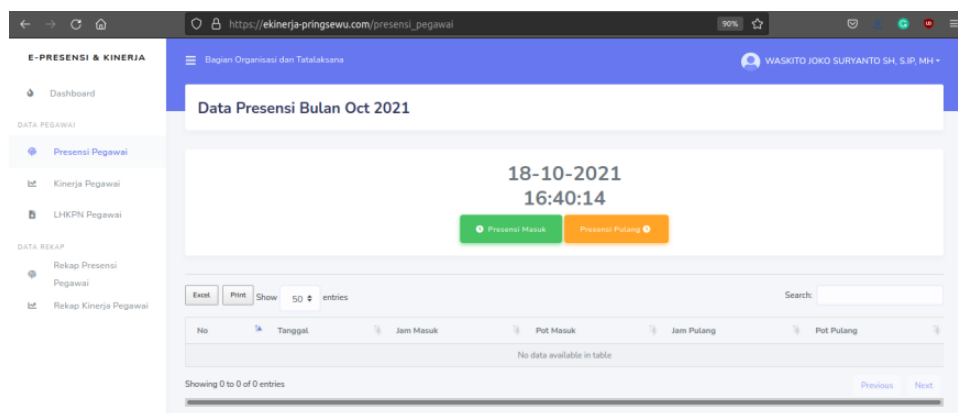 https://ekinerja-pringsewu.com/presensi_pegawai
90%
E-PRESENSI & KINERJA
Bagian Organisasi dan Tatalaksana
WASKITO JOKO SURYANTO SH, S.IP, MH
Dashboard
Data Presensi Bulan Oct 2021
DATA PEGAWAI
Presensi Pegawai
Kinerja Pegawai
LHKPN Pegawai
DATA REKAP
Rekap Presensi
Pegawai
Rekap Kinerja Pegawai
18-10-2021
16:40:14
Presensi Masuk
Presensi Pulang
Excel Print Show 50 entries
Search:
No Tanggal Jam Masuk Pot Masuk Jam Pulang Pot Pulang
No data available in table
Showing 0 to 0 of 0 entries
Previous Next